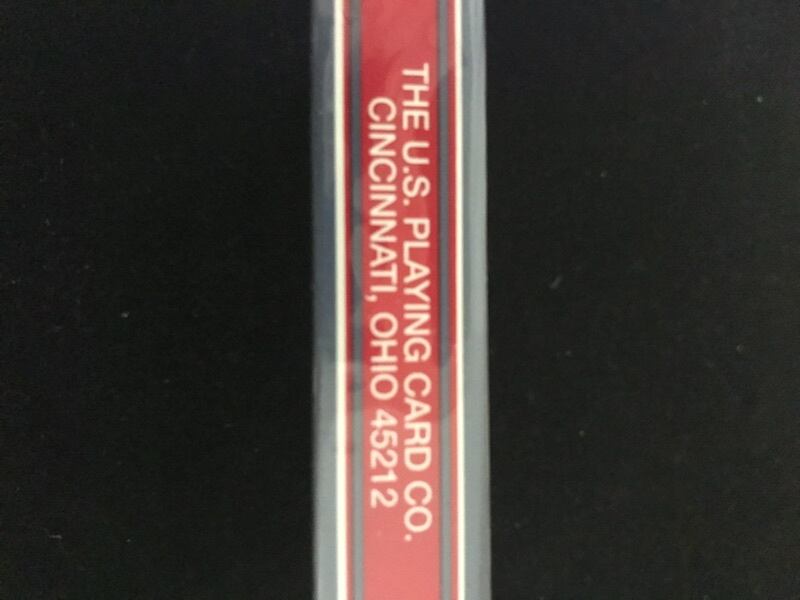 THE U.S. PLAYING CARD CO.
CINCINNATI, OHIO 45212